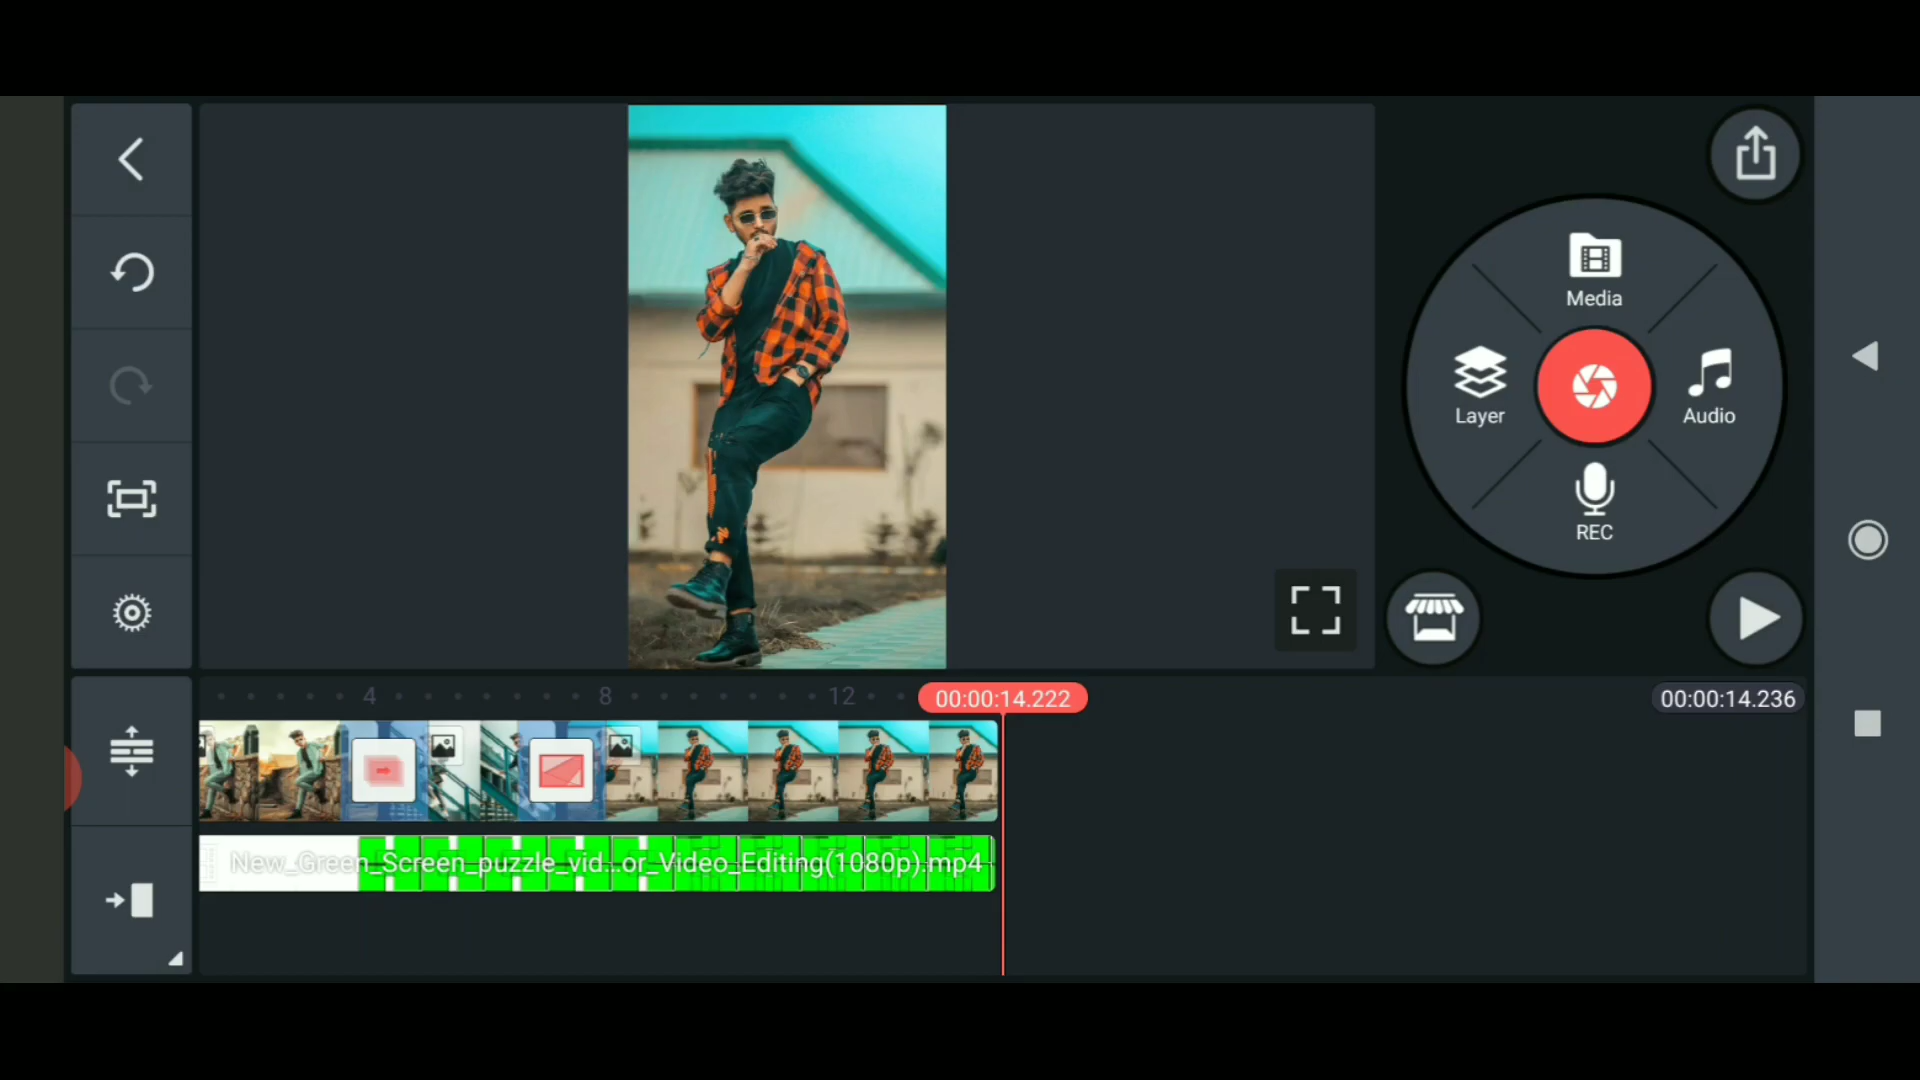 Media
Layer
Audio
REC
4
8
12
00:00:14.222
00:00:14.236
New_Green_Screen_puzzle_vid...or_Video_Editing(1080p).mp4